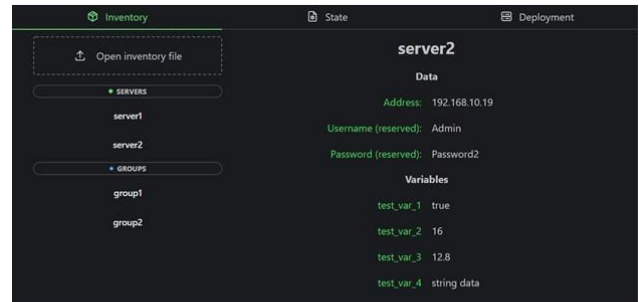 Inventory
State
Deployment
Open inventory file
SERVERS
server1
server2
GROUPS
group1
group2
server2
Data
Address: 192.168.10.19
Username (reserved): Admin
Password (reserved): Password2
Variables
test_var_1 true
test_var_2 16
test_var_3 12.8
test_var_4 string data